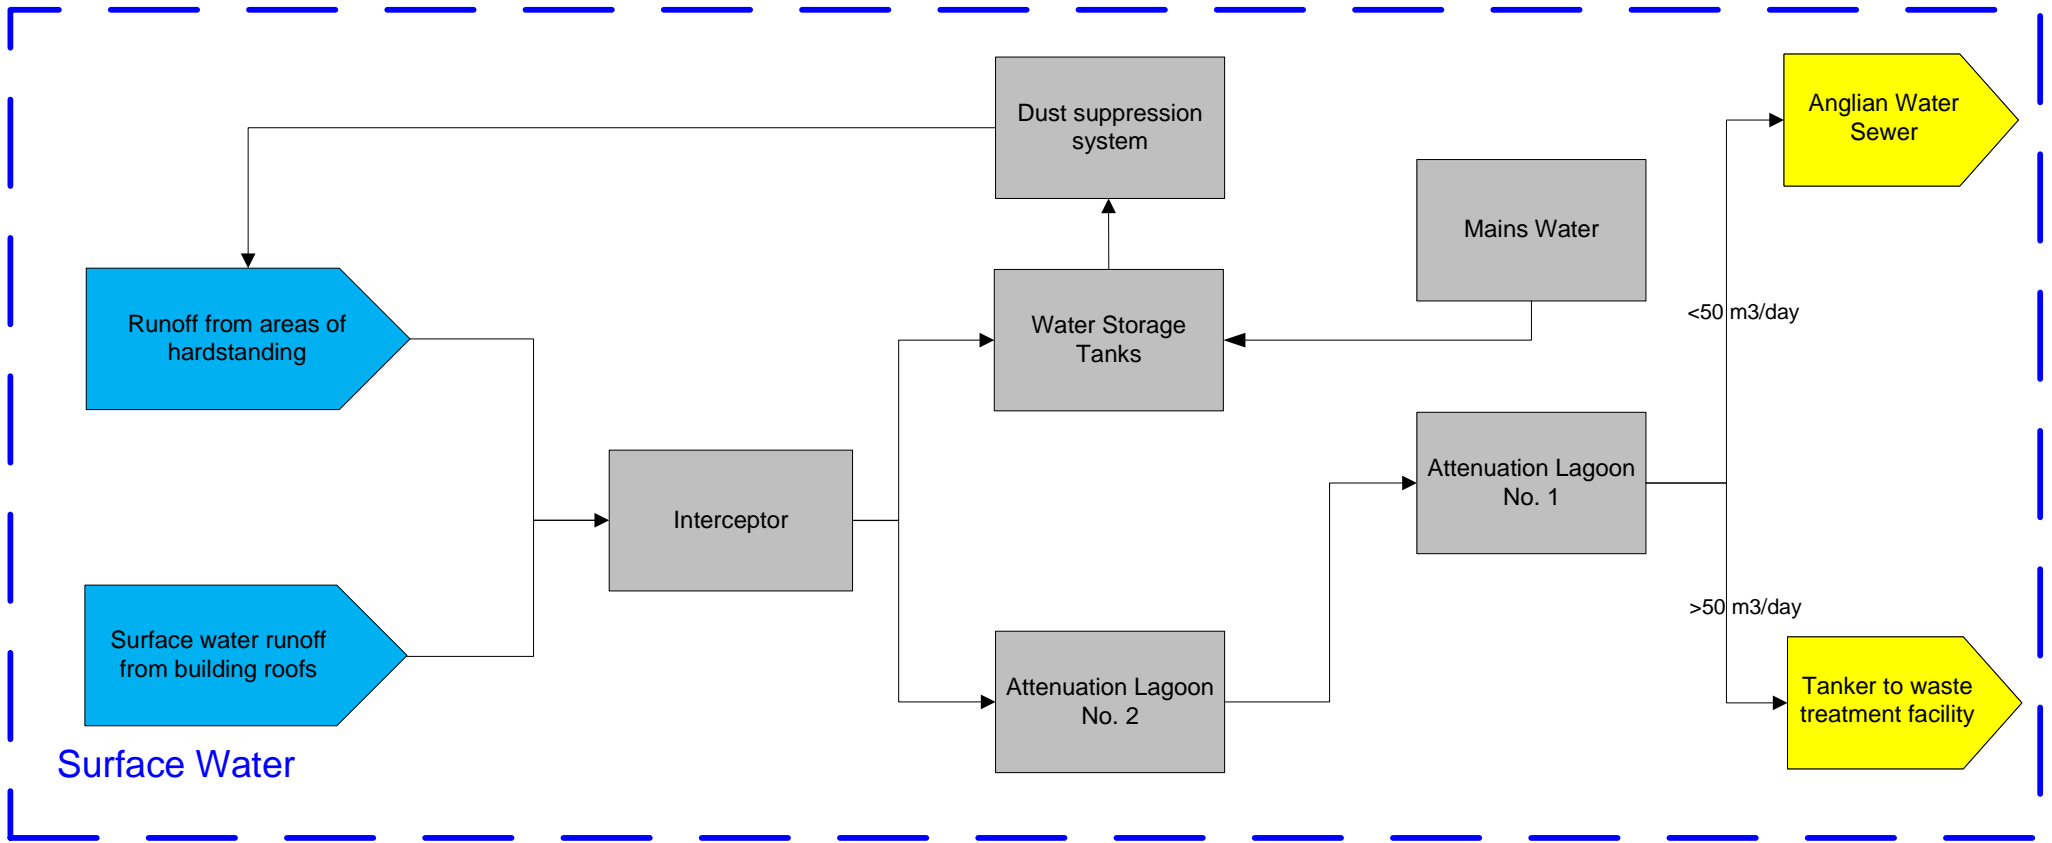 Dust suppression
system
Anglian Water
Sewer
Mains Water
Runoff from areas of
hardstanding
Water Storage
Tanks
<50 m3/day
Attenuation Lagoon
No. 1
Interceptor
>50 m3/day
Surface water runoff
from building roofs
Attenuation Lagoon
No. 2
Tanker to waste
treatment facility
Surface Water